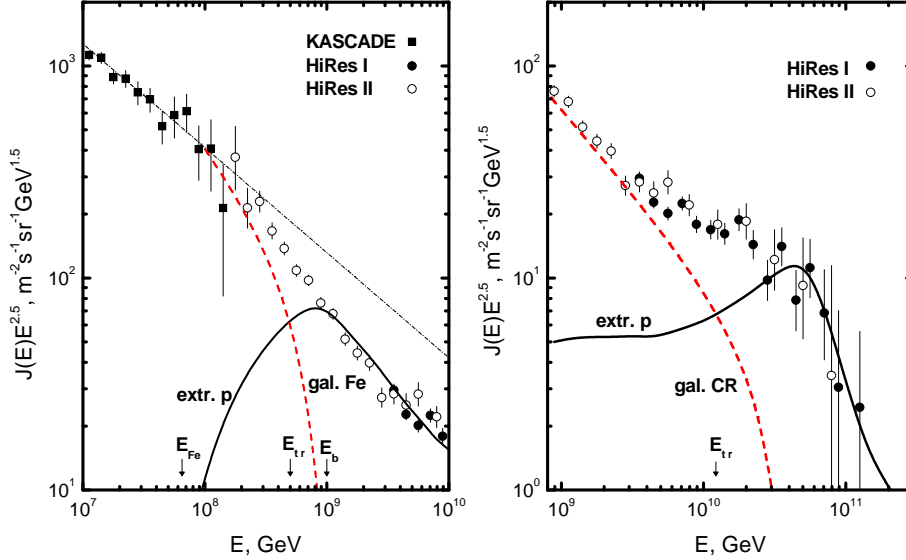 KASCADE
HiRes I
HiRes II
J(E)E^2.5, m^-2s^-1sr^-1GeV^1.5
10^3
10^2
10^1
extr. p
gal. Fe
E_Fe
E_tr
E_b
10^7 10^8 10^9 10^10
E, GeV
HiRes I
HiRes II
J(E)E^2.5, m^-2s^-1sr^-1GeV^1.5
10^2
10^1
10^0
extr. p
gal. CR
E_tr
10^9 10^10 10^11
E, GeV